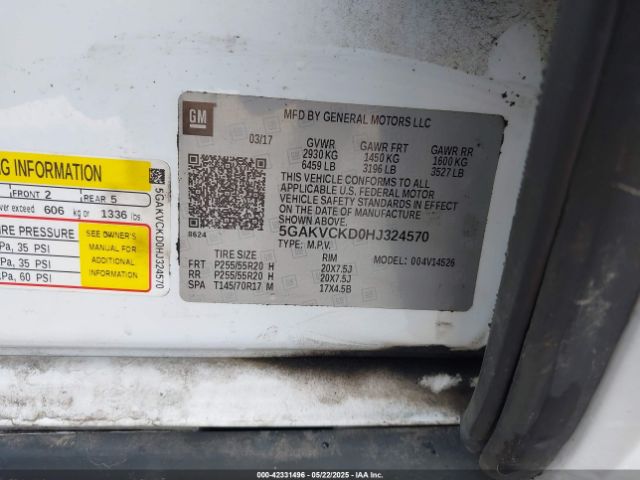 GM
MFD BY GENERAL MOTORS LLC
03/17
GVWR GAWR FRT GAWR RR
2930 KG 1450 KG 1600 KG
6459 LB 3196 LB 3527 LB
THIS VEHICLE CONFORMS TO ALL
APPLICABLE U.S. FEDERAL MOTOR
VEHICLE SAFETY STANDARDS IN EFFECT
ON THE DATE OF MANUFACTURE
SHOWN ABOVE.
5GAKVCKD0HJ324570
TYPE: M.P.V. MODEL: 004V14526
8624
TIRE SIZE RIM
FRT P255/55R20 H 20X7.5J
RR P255/55R20 H 20X7.5J
SPA T145/70R17 M 17X4.5B
INFORMATION
FRONT 2 REAR 5
exceed 606 kg or 1336 lbs.
RE PRESSURE
Pa, 35 PSI
Pa, 35 PSI
Pa, 60 PSI
SEE OWNER'S
MANUAL FOR
ADDITIONAL
INFORMATION
5GAKVCKD0HJ324570
000-42331496 - 05/22/2025 - IAAI.COM